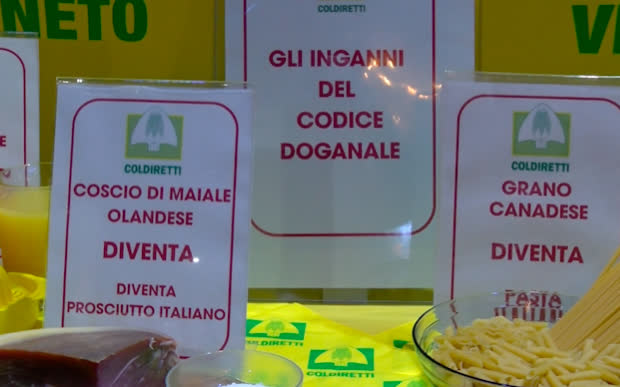 NETO
COLDIRETTI
GLI INGANNI
DEL
CODICE
DOGANALE
COLDIRETTI
COSCIO DI MAIALE
OLANDESE
DIVENTA
DIVENTA
PROSCIUTTO ITALIANO
COLDIRETTI
GRANO
CANADESE
DIVENTA
PASTA
COLDIRETTI
COLDIRETTI